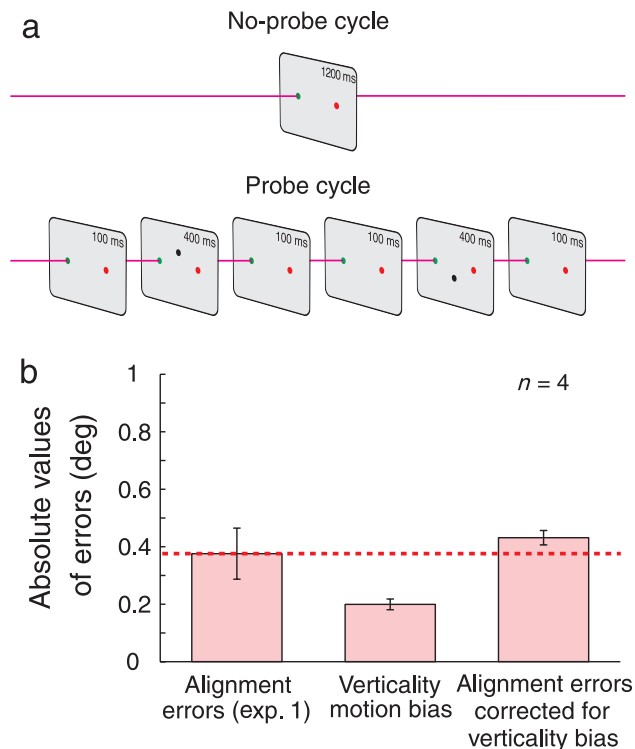 a
No-probe cycle
1200 ms
Probe cycle
100 ms
400 ms
100 ms
100 ms
400 ms
100 ms
b
n = 4
Absolute values
of errors (deg)
1
0.8
0.6
0.4
0.2
0
Alignment
errors (exp. 1)
Verticality
motion bias
Alignment errors
corrected for
verticality bias